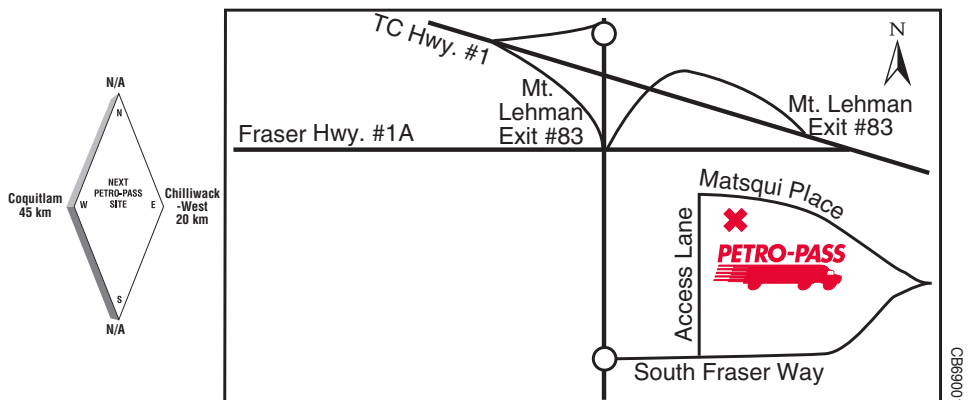 N/A
N
Coquitlam
45 km
W
NEXT
PETRO-PASS
SITE
E
Chilliwack
-West
20 km
S
N/A
TC Hwy. #1
N
Mt.
Lehman
Exit #83
Mt. Lehman
Exit #83
Fraser Hwy. #1A
Matsqui Place
Access Lane
PETRO-PASS
South Fraser Way